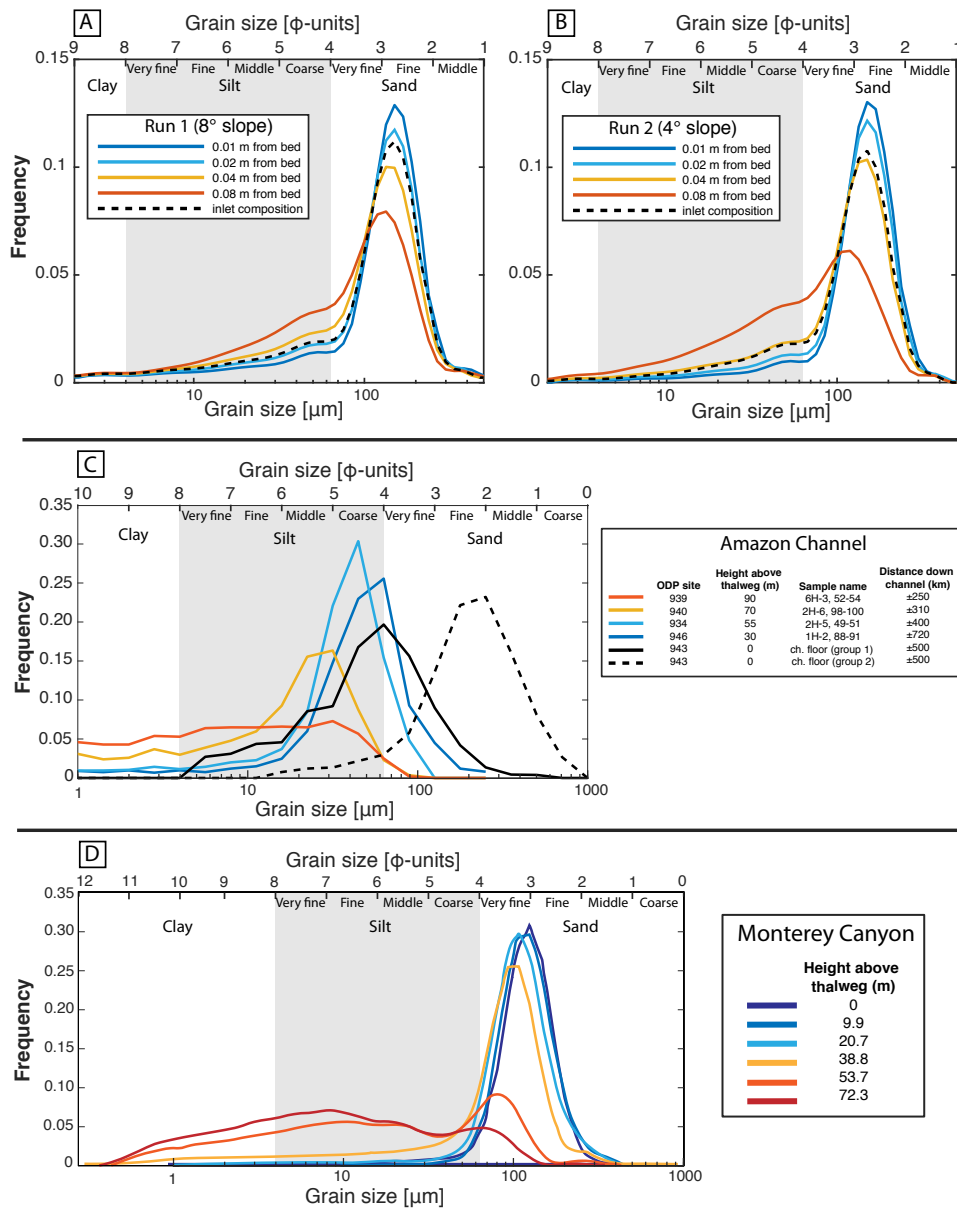 A
Grain size [φ-units]
9 8 7 6 5 4 3 2 1
Very fine Fine Middle Coarse Very fine Fine Middle
Clay Silt Sand
0.15
0.1
0.05
0
Frequency
Run 1 (8° slope)
0.01 m from bed
0.02 m from bed
0.04 m from bed
0.08 m from bed
inlet composition
10 100
Grain size [µm]
B
Grain size [φ-units]
9 8 7 6 5 4 3 2 1
Very fine Fine Middle Coarse Very fine Fine Middle
Clay Silt Sand
0.15
0.1
0.05
0
Run 2 (4° slope)
0.01 m from bed
0.02 m from bed
0.04 m from bed
0.08 m from bed
inlet composition
10 100
Grain size [µm]
C
Grain size [φ-units]
10 9 8 7 6 5 4 3 2 1 0
Very fine Fine Middle Coarse Very fine Fine Middle Coarse
Clay Silt Sand
0.35
0.30
0.25
0.20
0.15
0.10
0.05
0
Frequency
1 10 100 1000
Grain size [µm]
Amazon Channel
ODP site Height above thalweg (m) Sample name Distance down channel (km)
939 90 6H-3, 52-54 ±250
940 70 2H-6, 98-100 ±310
934 55 2H-5, 49-51 ±400
946 30 1H-2, 88-91 ±720
943 0 ch. floor (group 1) ±500
943 0 ch. floor (group 2) ±500
D
Grain size [φ-units]
12 11 10 9 8 7 6 5 4 3 2 1 0
Very fine Fine Middle Coarse Very fine Fine Middle Coarse
Clay Silt Sand
0.35
0.30
0.25
0.20
0.15
0.10
0.05
0
Frequency
1 10 100 1000
Grain size [µm]
Monterey Canyon
Height above
thalweg (m)
0
9.9
20.7
38.8
53.7
72.3